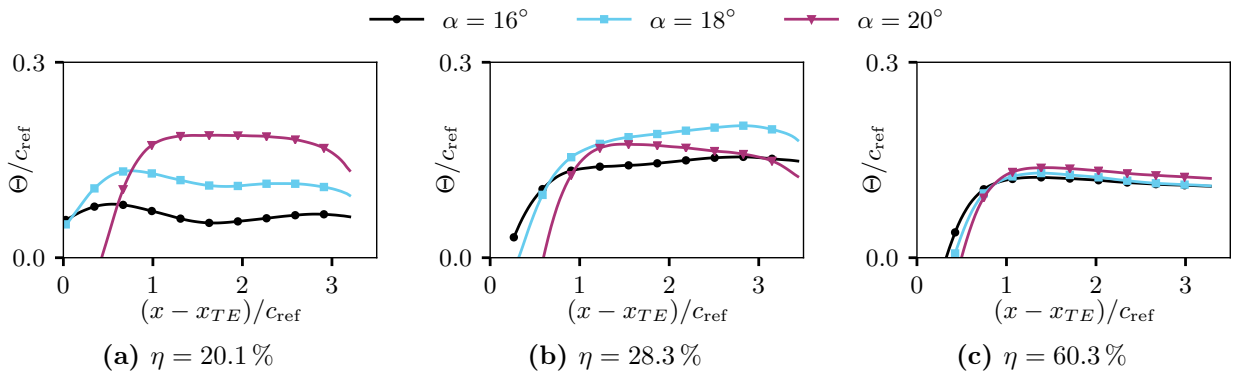 α = 16° α = 18° α = 20°
0.3
Θ/c_ref
0.0
0 1 2 3
(x − x_TE)/c_ref
(a) η = 20.1 %
0.3
Θ/c_ref
0.0
0 1 2 3
(x − x_TE)/c_ref
(b) η = 28.3 %
0.3
Θ/c_ref
0.0
0 1 2 3
(x − x_TE)/c_ref
(c) η = 60.3 %